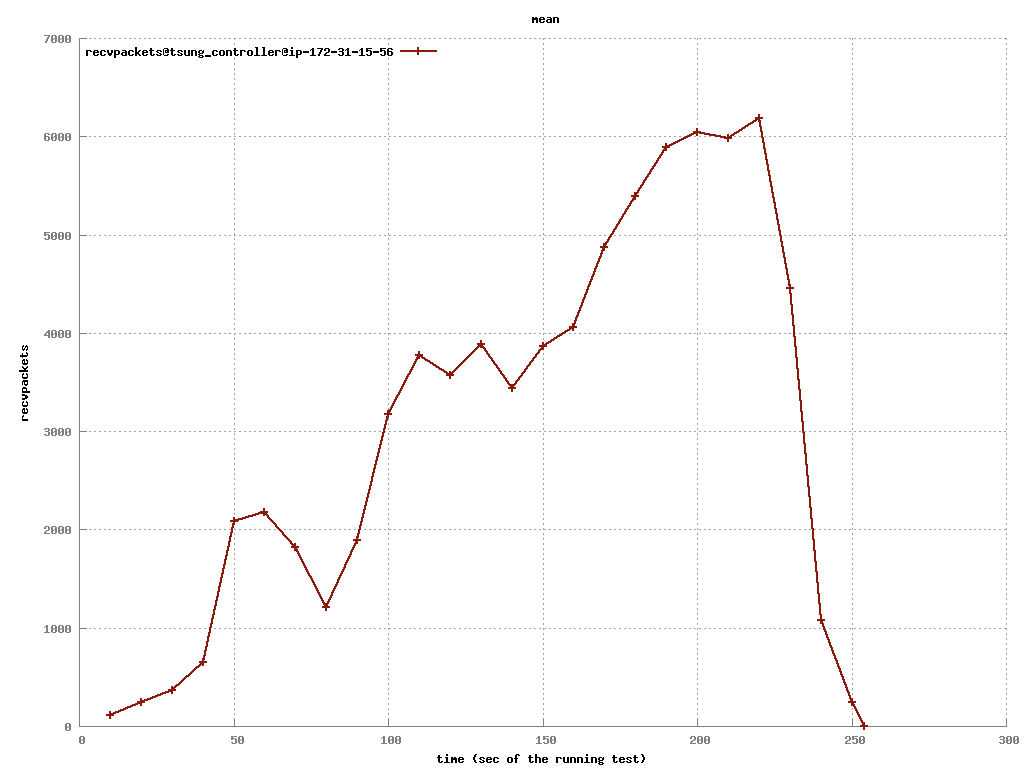 mean
7000
recvpackets@tsung_controller@ip-172-31-15-56
6000
5000
4000
recvpackets
3000
2000
1000
0
0 50 100 150 200 250 300
time (sec of the running test)